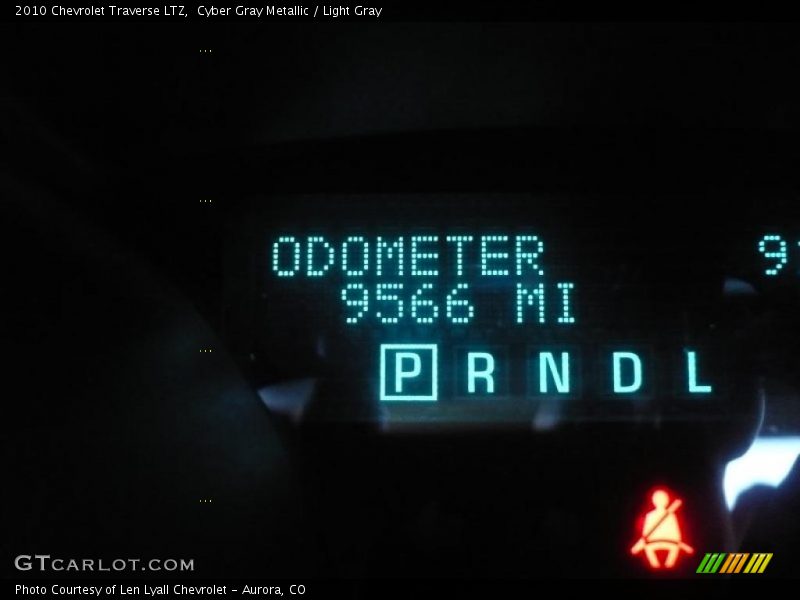 2010 Chevrolet Traverse LTZ,  Cyber Gray Metallic / Light Gray
ODOMETER
9566 MI
P R N D L
GTCARLOT.COM
Photo Courtesy of Len Lyall Chevrolet - Aurora, CO